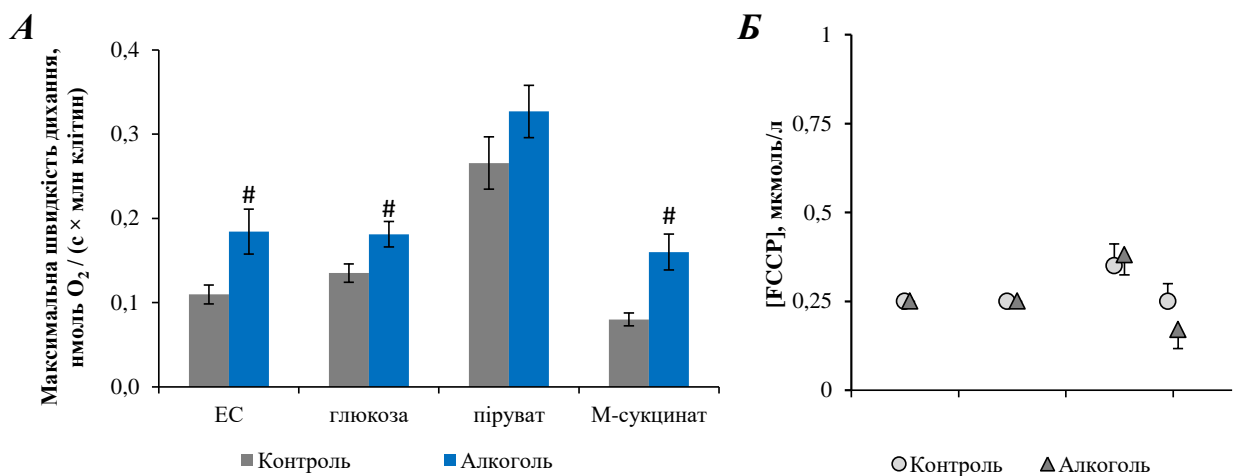 А
Максимальна швидкість дихання,
нмоль O₂ / (с × млн клітин)
0,4
0,3
0,2
0,1
0,0
#
#
#
ЕС
глюкоза
піруват
М-сукцинат
Контроль
Алкоголь
Б
[FCCP], мкмоль/л
1
0,75
0,5
0,25
0
Контроль
Алкоголь